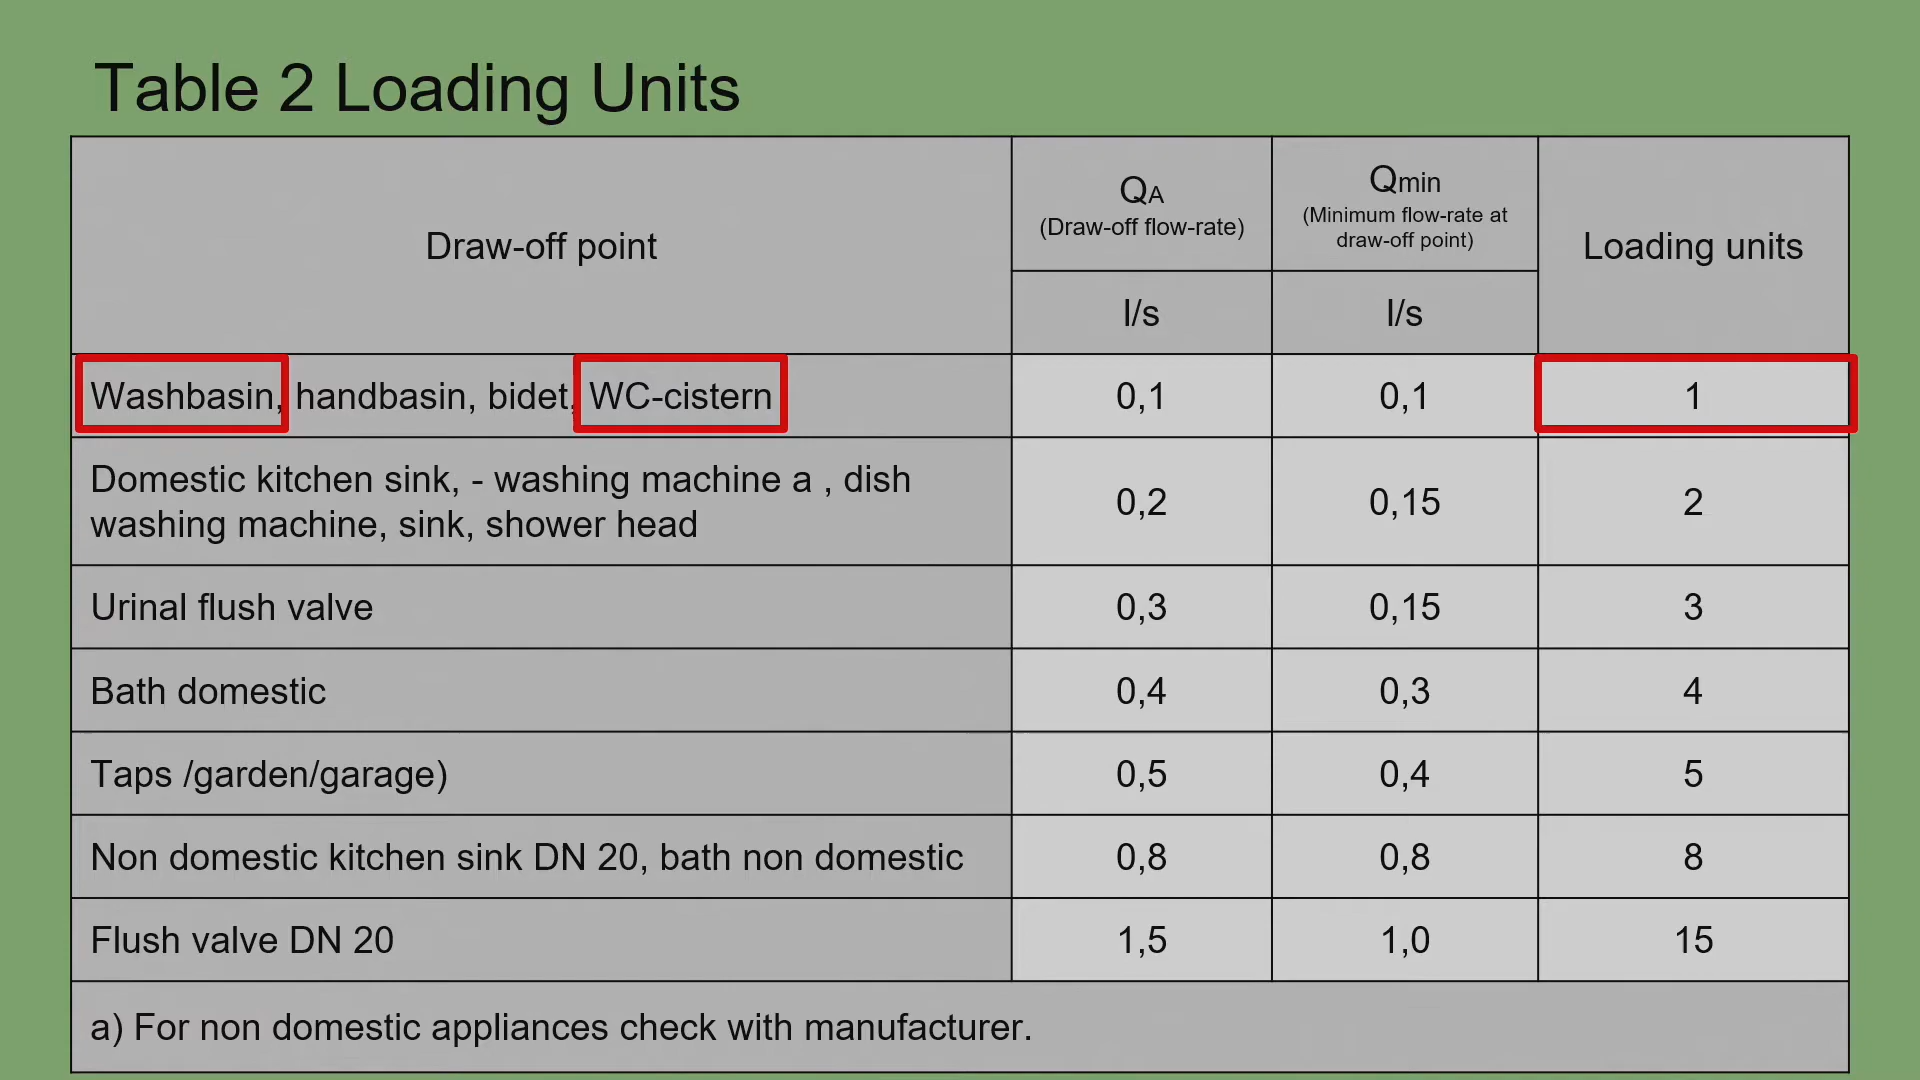 Table 2 Loading Units
Draw-off point
QA
(Draw-off flow-rate)
l/s
Qmin
(Minimum flow-rate at
draw-off point)
l/s
Loading units
Washbasin, handbasin, bidet, WC-cistern
0,1
0,1
1
Domestic kitchen sink, - washing machine a , dish
washing machine, sink, shower head
0,2
0,15
2
Urinal flush valve
0,3
0,15
3
Bath domestic
0,4
0,3
4
Taps /garden/garage)
0,5
0,4
5
Non domestic kitchen sink DN 20, bath non domestic
0,8
0,8
8
Flush valve DN 20
1,5
1,0
15
a) For non domestic appliances check with manufacturer.